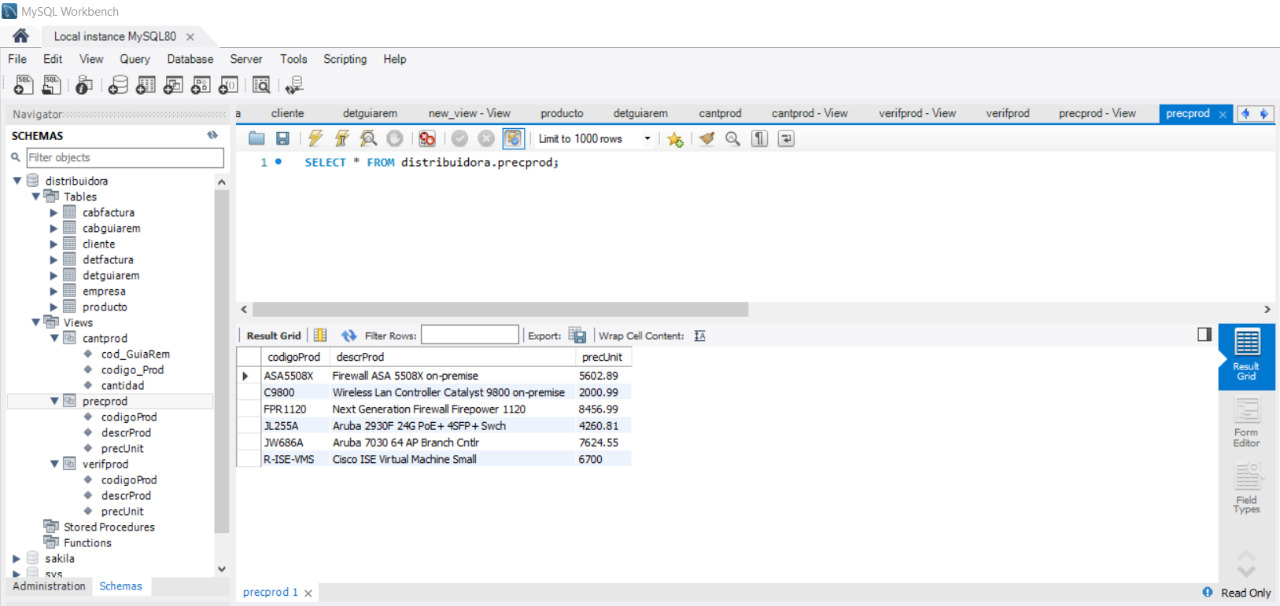 MySQL Workbench
Local instance MySQL80
File Edit View Query Database Server Tools Scripting Help
Navigator
SCHEMAS
Filter objects
distribuidora
Tables
cabfactura
cabguiarem
cliente
detfactura
detguiarem
empresa
producto
Views
cantprod
cod_GuiaRem
codigo_Prod
cantidad
precprod
codigoProd
descrProd
precUnit
verifprod
codigoProd
descrProd
precUnit
Stored Procedures
Functions
sakila
sys
Administration Schemas
a cliente detguiarem new_view - View producto detguiarem cantprod cantprod - View verifprod - View verifprod precprod - View precprod
Limit to 1000 rows
1 SELECT * FROM distribuidora.precprod;
Result Grid Filter Rows: Export: Wrap Cell Content:
codigoProd descrProd precUnit
ASA5508X Firewall ASA 5508X on-premise 5602.89
C9800 Wireless Lan Controller Catalyst 9800 on-premise 2000.99
FPR1120 Next Generation Firewall Firepower 1120 8456.99
JL255A Aruba 2930F 24G PoE+ 4SFP+ Swch 4260.81
JW686A Aruba 7030 64 AP Branch Cntlr 7624.55
R-ISE-VMS Cisco ISE Virtual Machine Small 6700
Result
Grid
Form
Editor
Field
Types
precprod 1
Read Only